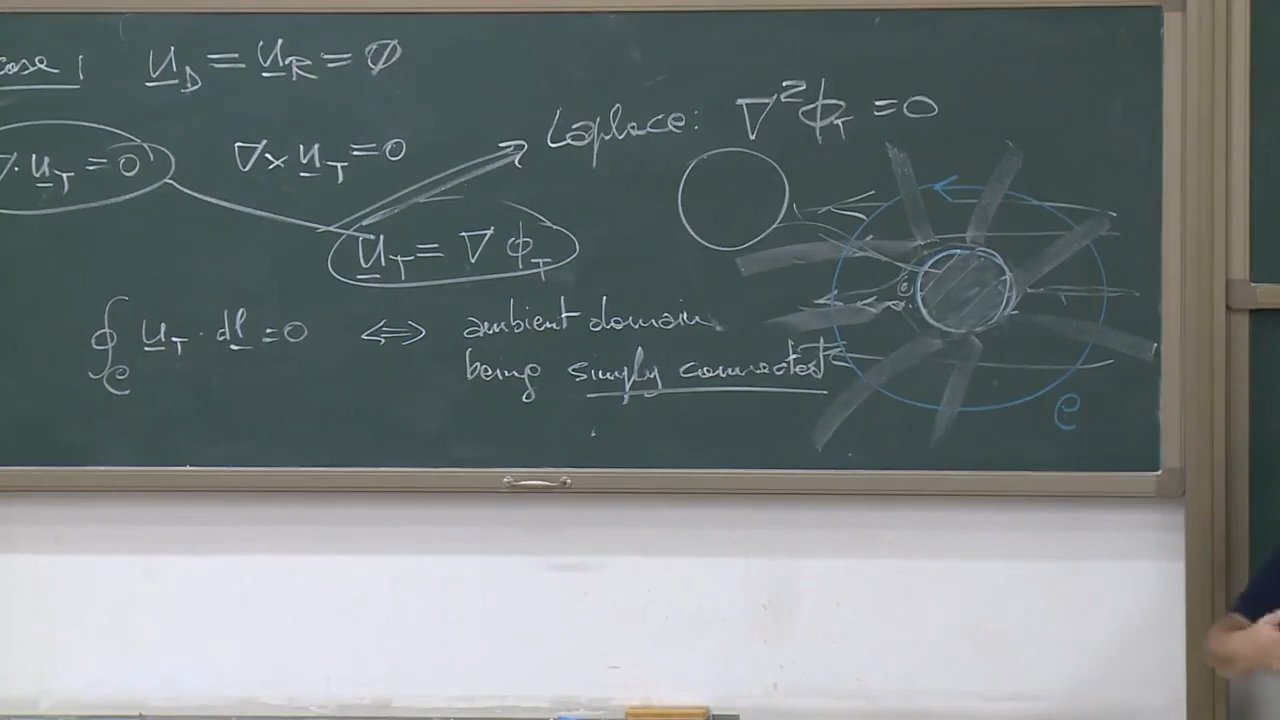 case 1 u_D = u_R = 0
∇· u_T = 0 ∇× u_T = 0 Laplace: ∇²ϕ_T = 0
u_T = ∇ϕ_T
∮_C u_T · dl = 0 ⇔ ambient domain
being simply connected
C